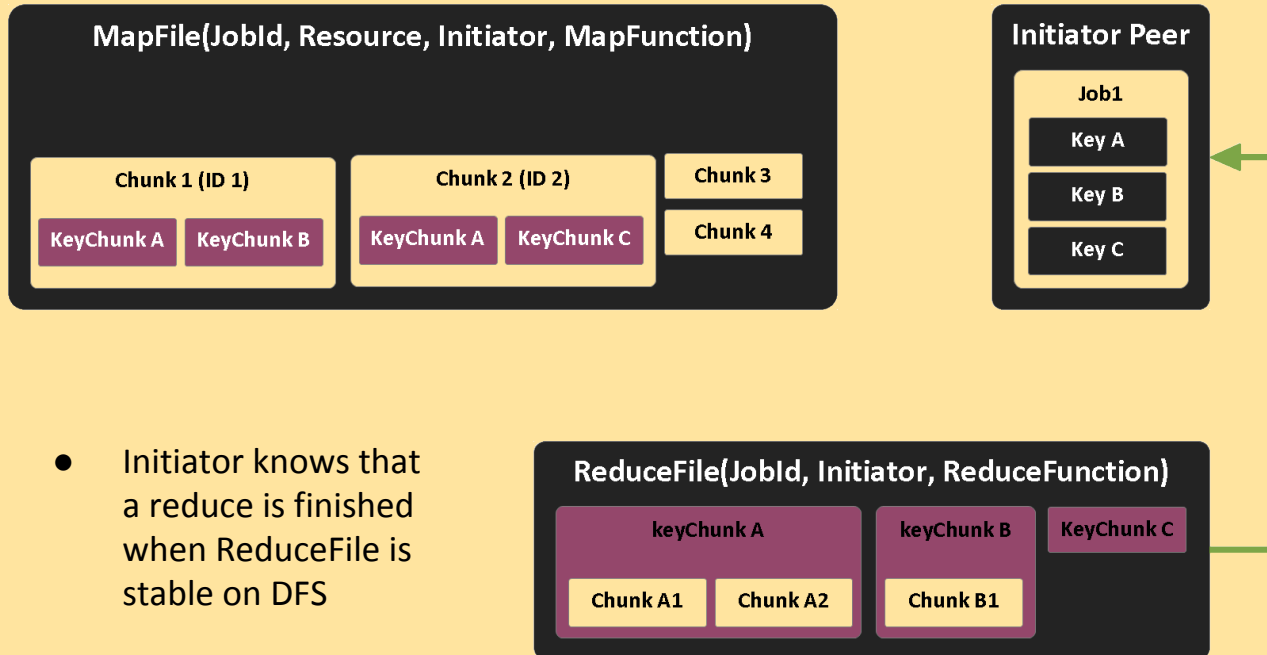 MapFile(JobId, Resource, Initiator, MapFunction)
Chunk 1 (ID 1)
KeyChunk A
KeyChunk B
Chunk 2 (ID 2)
KeyChunk A
KeyChunk C
Chunk 3
Chunk 4
Initiator Peer
Job1
Key A
Key B
Key C
● Initiator knows that
a reduce is finished
when ReduceFile is
stable on DFS
ReduceFile(JobId, Initiator, ReduceFunction)
keyChunk A
Chunk A1
Chunk A2
keyChunk B
Chunk B1
KeyChunk C